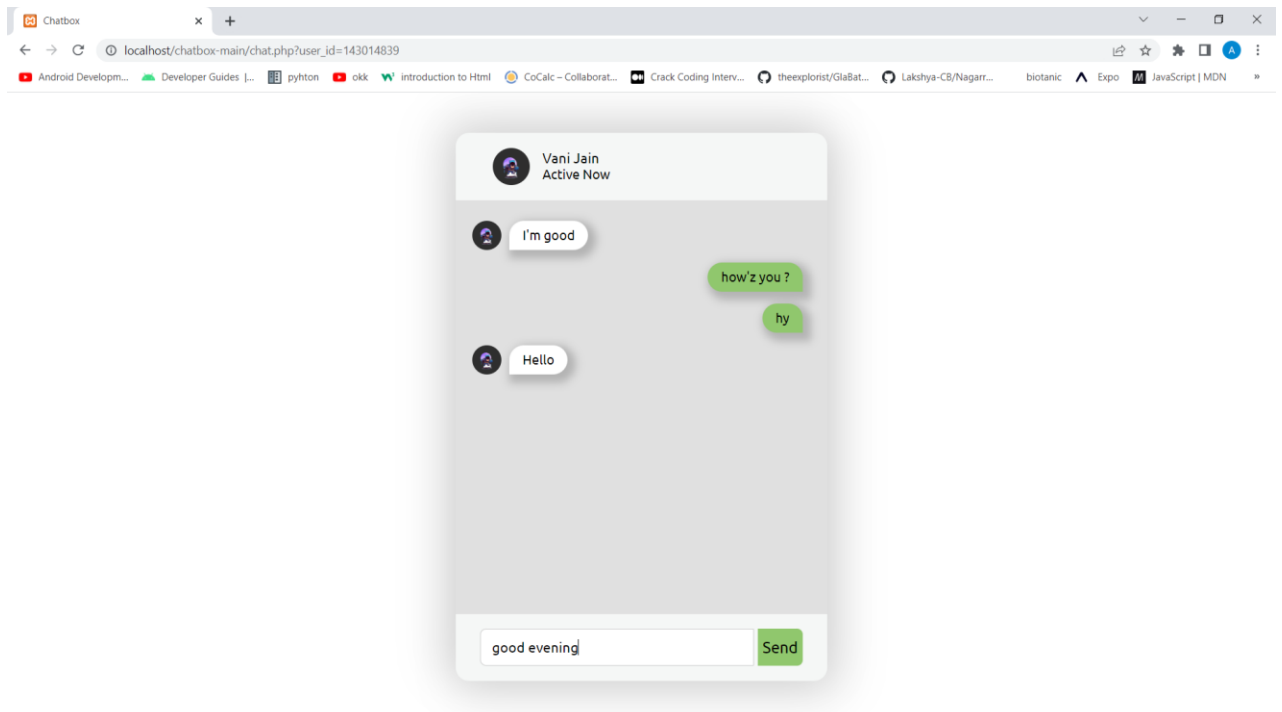 Chatbox
localhost/chatbox-main/chat.php?user_id=143014839
A
Android Developm... Developer Guides |... pyhton okk introduction to Html CoCalc – Collaborat... Crack Coding Interv... theexplorist/GlaBat... Lakshya-CB/Nagarr... biotanic Expo JavaScript | MDN »
Vani Jain
Active Now
I'm good
how'z you ?
hy
Hello
good evening
Send